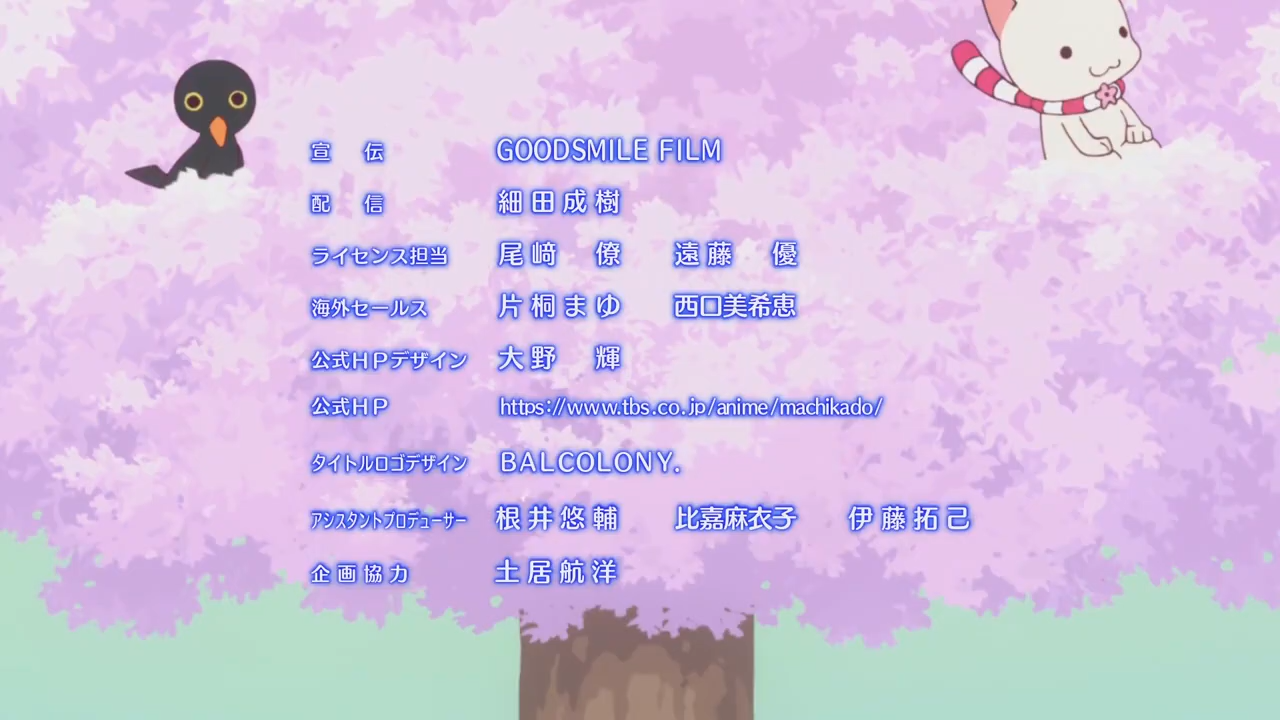 宣　伝　GOODSMILE FILM
配　信　細田成樹
ライセンス担当　尾﨑　僚　遠藤　優
海外セールス　片桐まゆ　西口美希恵
公式ＨＰデザイン　大野　輝
公式ＨＰ　https://www.tbs.co.jp/anime/machikado/
タイトルロゴデザイン　BALCOLONY.
アシスタントプロデューサー　根井悠輔　比嘉麻衣子　伊藤拓己
企画協力　土居航洋